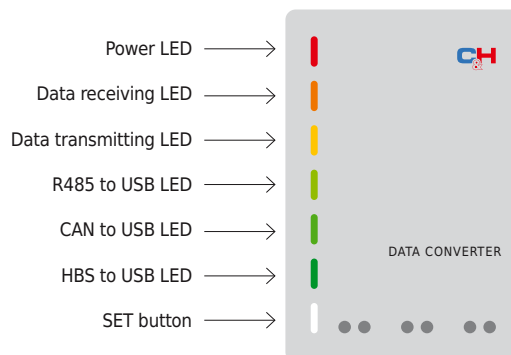 Power LED
C&H
Data receiving LED
Data transmitting LED
R485 to USB LED
CAN to USB LED
HBS to USB LED
DATA CONVERTER
SET button